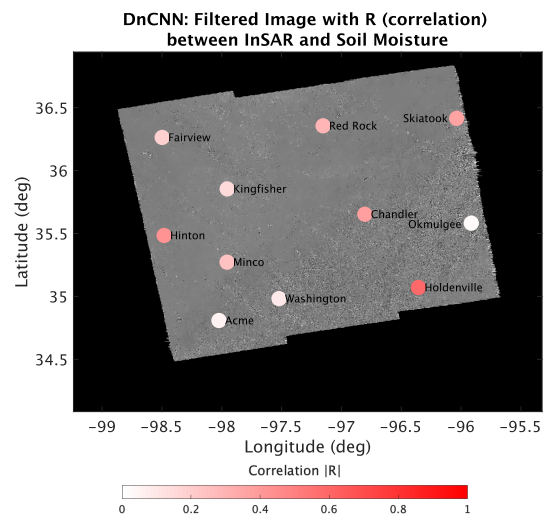 DnCNN: Filtered Image with R (correlation)
between InSAR and Soil Moisture
Latitude (deg)
36.5
36
35.5
35
34.5
Skiatook
Red Rock
Fairview
Kingfisher
Chandler
Okmulgee
Hinton
Minco
Holdenville
Washington
Acme
−99
−98.5
−98
−97.5
−97
−96.5
−96
−95.5
Longitude (deg)
Correlation |R|
0
0.2
0.4
0.6
0.8
1